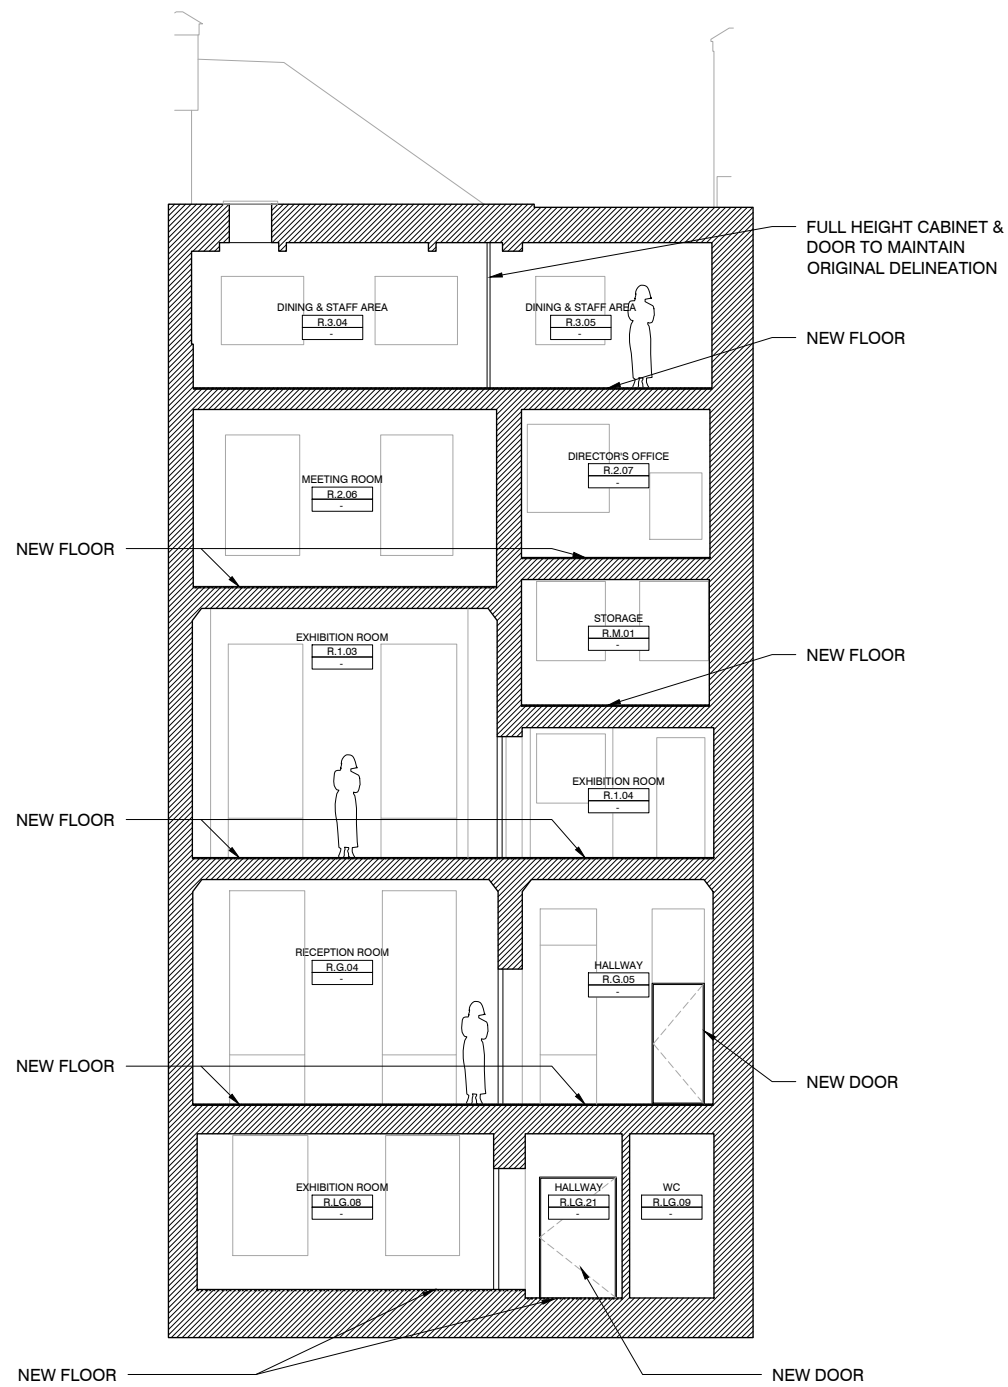 FULL HEIGHT CABINET &
DOOR TO MAINTAIN
ORIGINAL DELINEATION
DINING & STAFF AREA
R.3.04
-
DINING & STAFF AREA
R.3.05
-
NEW FLOOR
DIRECTOR'S OFFICE
R.2.07
-
MEETING ROOM
R.2.06
-
NEW FLOOR
STORAGE
R.M.01
-
EXHIBITION ROOM
R.1.03
-
NEW FLOOR
EXHIBITION ROOM
R.1.04
-
NEW FLOOR
RECEPTION ROOM
R.G.04
-
HALLWAY
R.G.05
-
NEW FLOOR
NEW DOOR
EXHIBITION ROOM
R.LG.08
-
HALLWAY
R.LG.21
-
WC
R.LG.09
-
NEW FLOOR
NEW DOOR